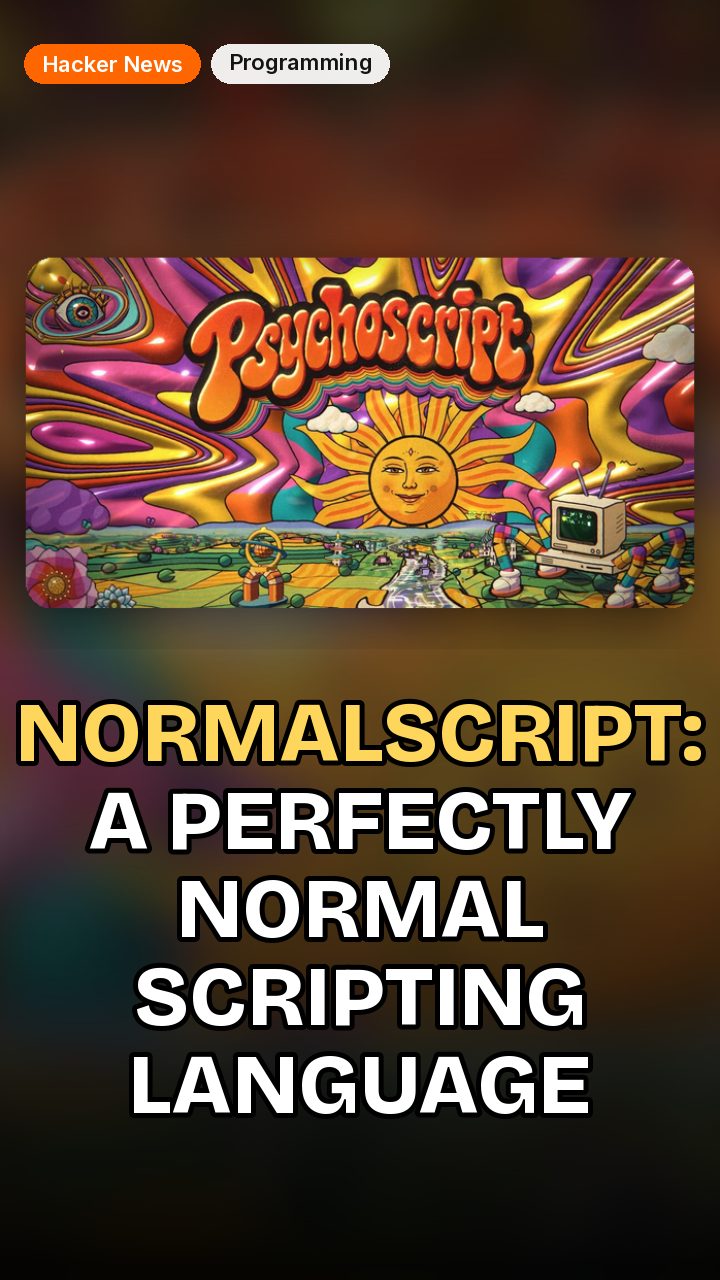 Hacker News
Programming
Psychoscript
NORMALSCRIPT:
A PERFECTLY
NORMAL
SCRIPTING
LANGUAGE